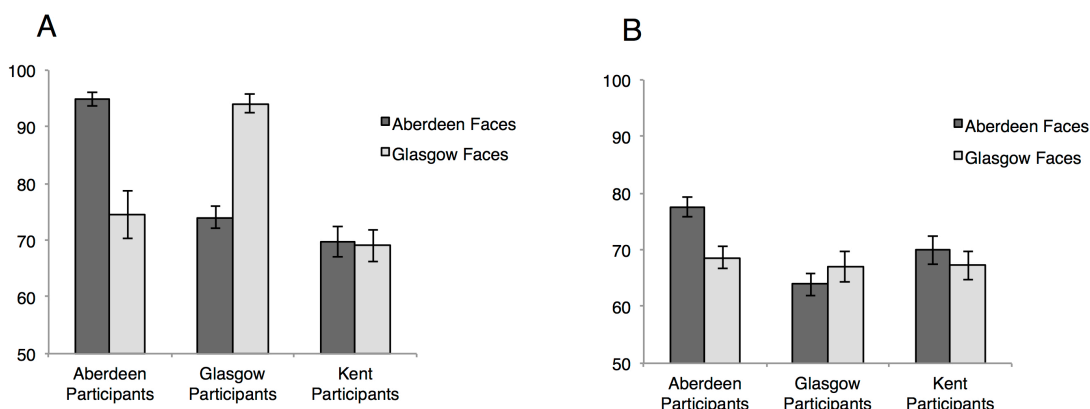 A
100
90
80
70
60
50
Aberdeen Faces
Glasgow Faces
Aberdeen
Participants
Glasgow
Participants
Kent
Participants
B
100
90
80
70
60
50
Aberdeen Faces
Glasgow Faces
Aberdeen
Participants
Glasgow
Participants
Kent
Participants